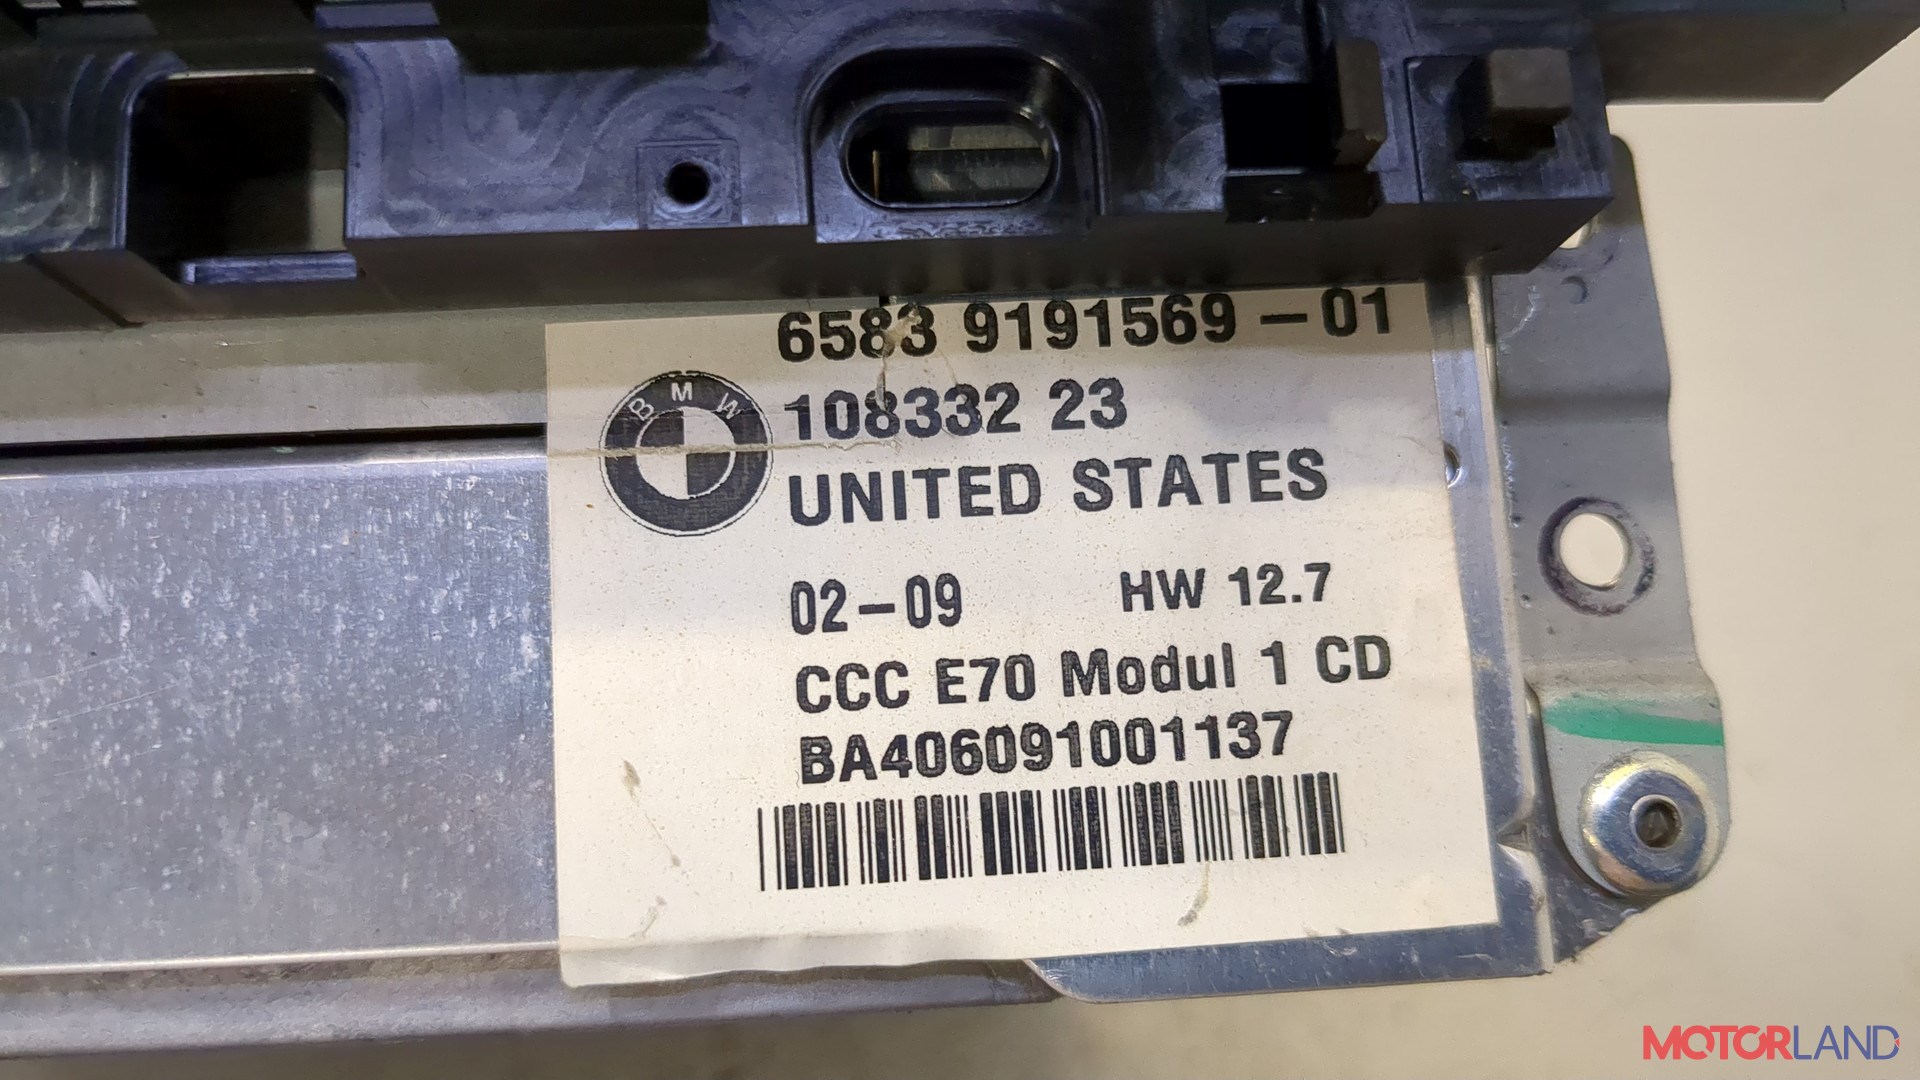 6583 9191569-01
BMW
108332 23
UNITED STATES
02-09 HW 12.7
CCC E70 Modul 1 CD
BA406091001137
MOTORLAND